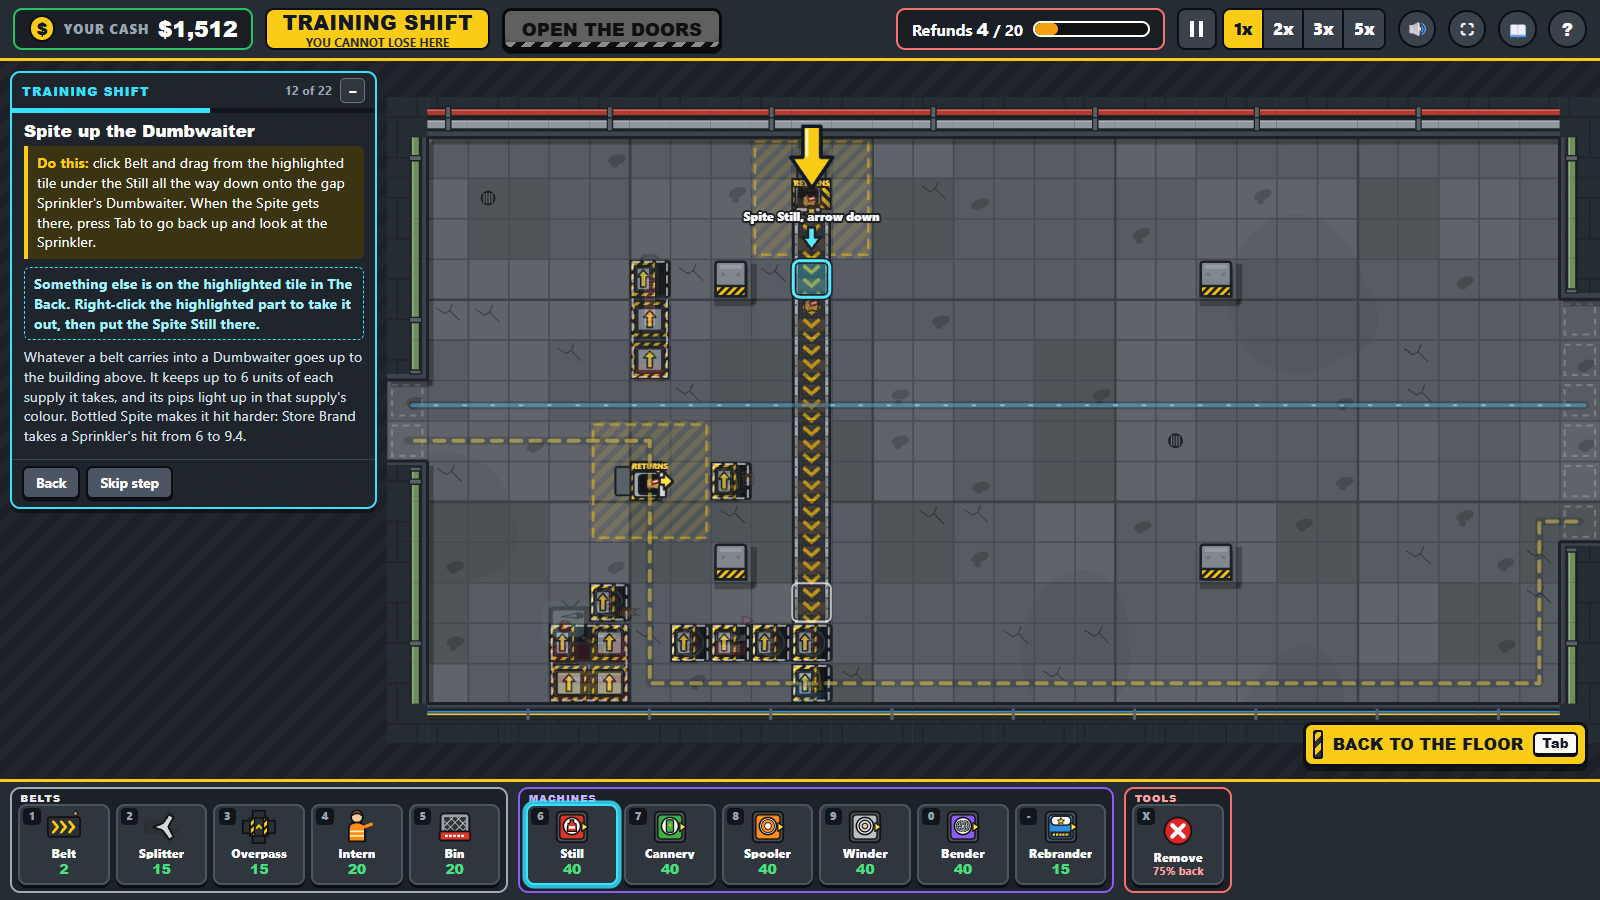 $ YOUR CASH $1,512
TRAINING SHIFT
YOU CANNOT LOSE HERE
OPEN THE DOORS
Refunds 4 / 20
1x 2x 3x 5x
?
TRAINING SHIFT
12 of 22
Spite up the Dumbwaiter
Do this: click Belt and drag from the highlighted
tile under the Still all the way down onto the gap
Sprinkler's Dumbwaiter. When the Spite gets
there, press Tab to go back up and look at the
Sprinkler.
Something else is on the highlighted tile in The
Back. Right-click the highlighted part to take it
out, then put the Spite Still there.
Whatever a belt carries into a Dumbwaiter goes up to
the building above. It keeps up to 6 units of each
supply it takes, and its pips light up in that supply's
colour. Bottled Spite makes it hit harder: Store Brand
takes a Sprinkler's hit from 6 to 9.4.
Back
Skip step
Spite Still, arrow down
RETURNS
BACK TO THE FLOOR Tab
BELTS
1 Belt 2
2 Splitter 15
3 Overpass 15
4 Intern 20
5 Bin 20
MACHINES
6 Still 40
7 Cannery 40
8 Spooler 40
9 Winder 40
0 Bender 40
- Rebrander 15
TOOLS
X Remove 75% back